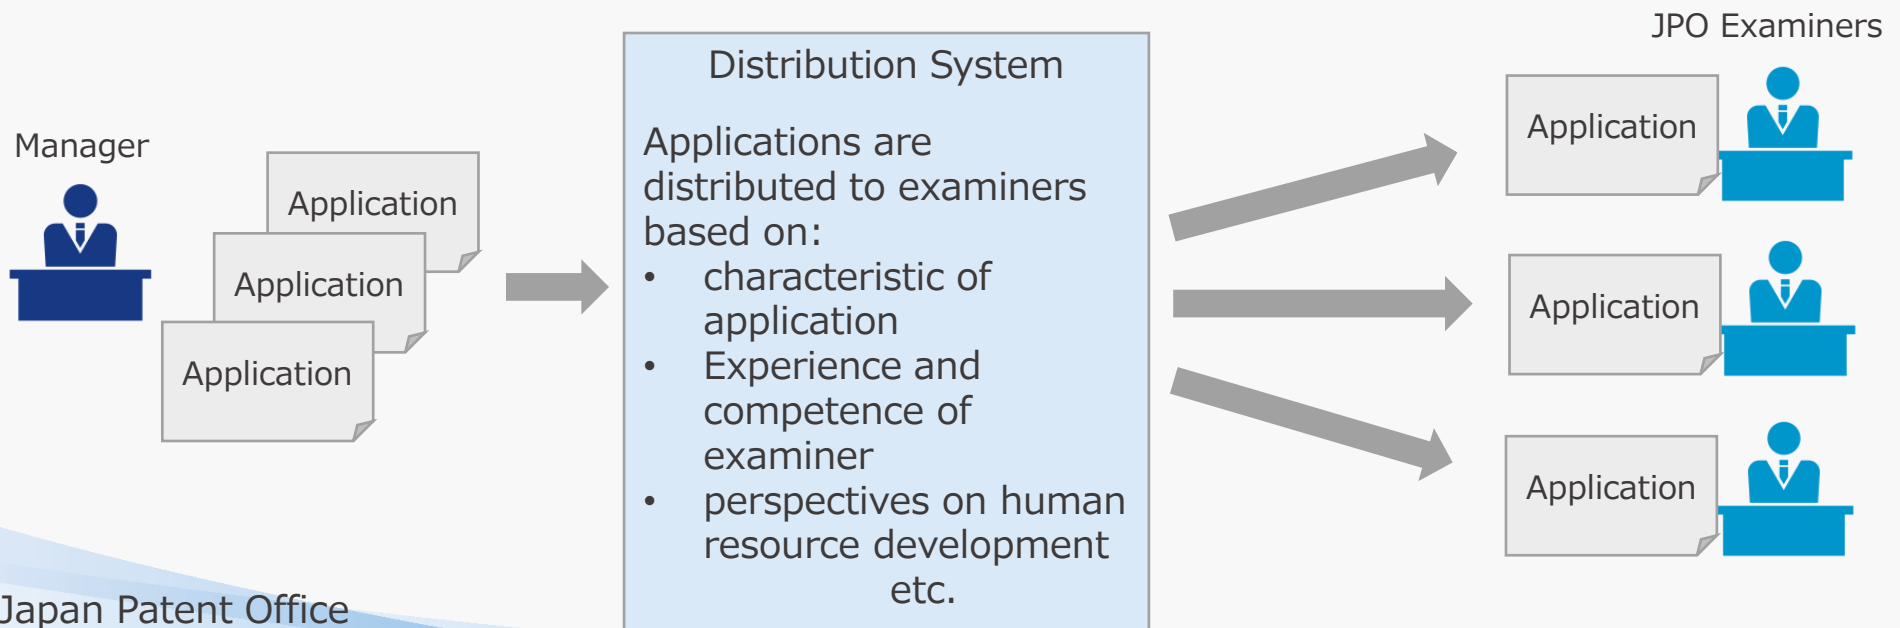 Manager
Application
Application
Application
Distribution System
Applications are
distributed to examiners
based on:
• characteristic of
application
• Experience and
competence of
examiner
• perspectives on human
resource development
etc.
JPO Examiners
Application
Application
Application
Japan Patent Office